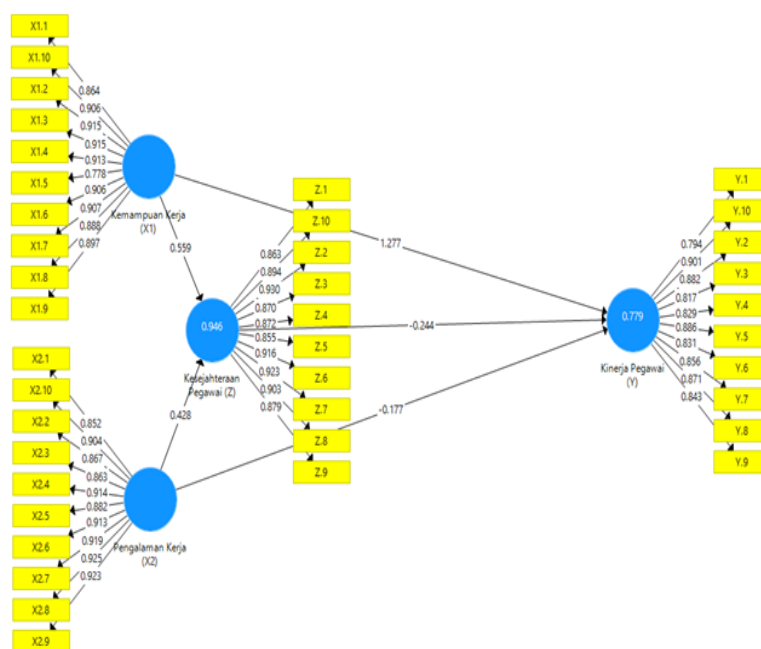 X1.1
X1.10
X1.2
X1.3
X1.4
X1.5
X1.6
X1.7
X1.8
X1.9
0.864
0.906
0.915
0.915
0.913
0.778
0.906
0.907
0.888
0.897
Kemampuan Kerja
(X1)
0.559
1.277
X2.1
X2.10
X2.2
X2.3
X2.4
X2.5
X2.6
X2.7
X2.8
X2.9
0.852
0.904
0.867
0.863
0.914
0.882
0.913
0.919
0.925
0.923
Pengalaman Kerja
(X2)
0.428
-0.177
0.946
Kesejahteraan
Pegawai (Z)
-0.244
0.863
0.894
0.930
0.870
0.872
0.855
0.916
0.923
0.903
0.879
Z.1
Z.10
Z.2
Z.3
Z.4
Z.5
Z.6
Z.7
Z.8
Z.9
0.779
Kinerja Pegawai
(Y)
0.794
0.901
0.882
0.817
0.829
0.886
0.831
0.856
0.871
0.843
Y.1
Y.10
Y.2
Y.3
Y.4
Y.5
Y.6
Y.7
Y.8
Y.9